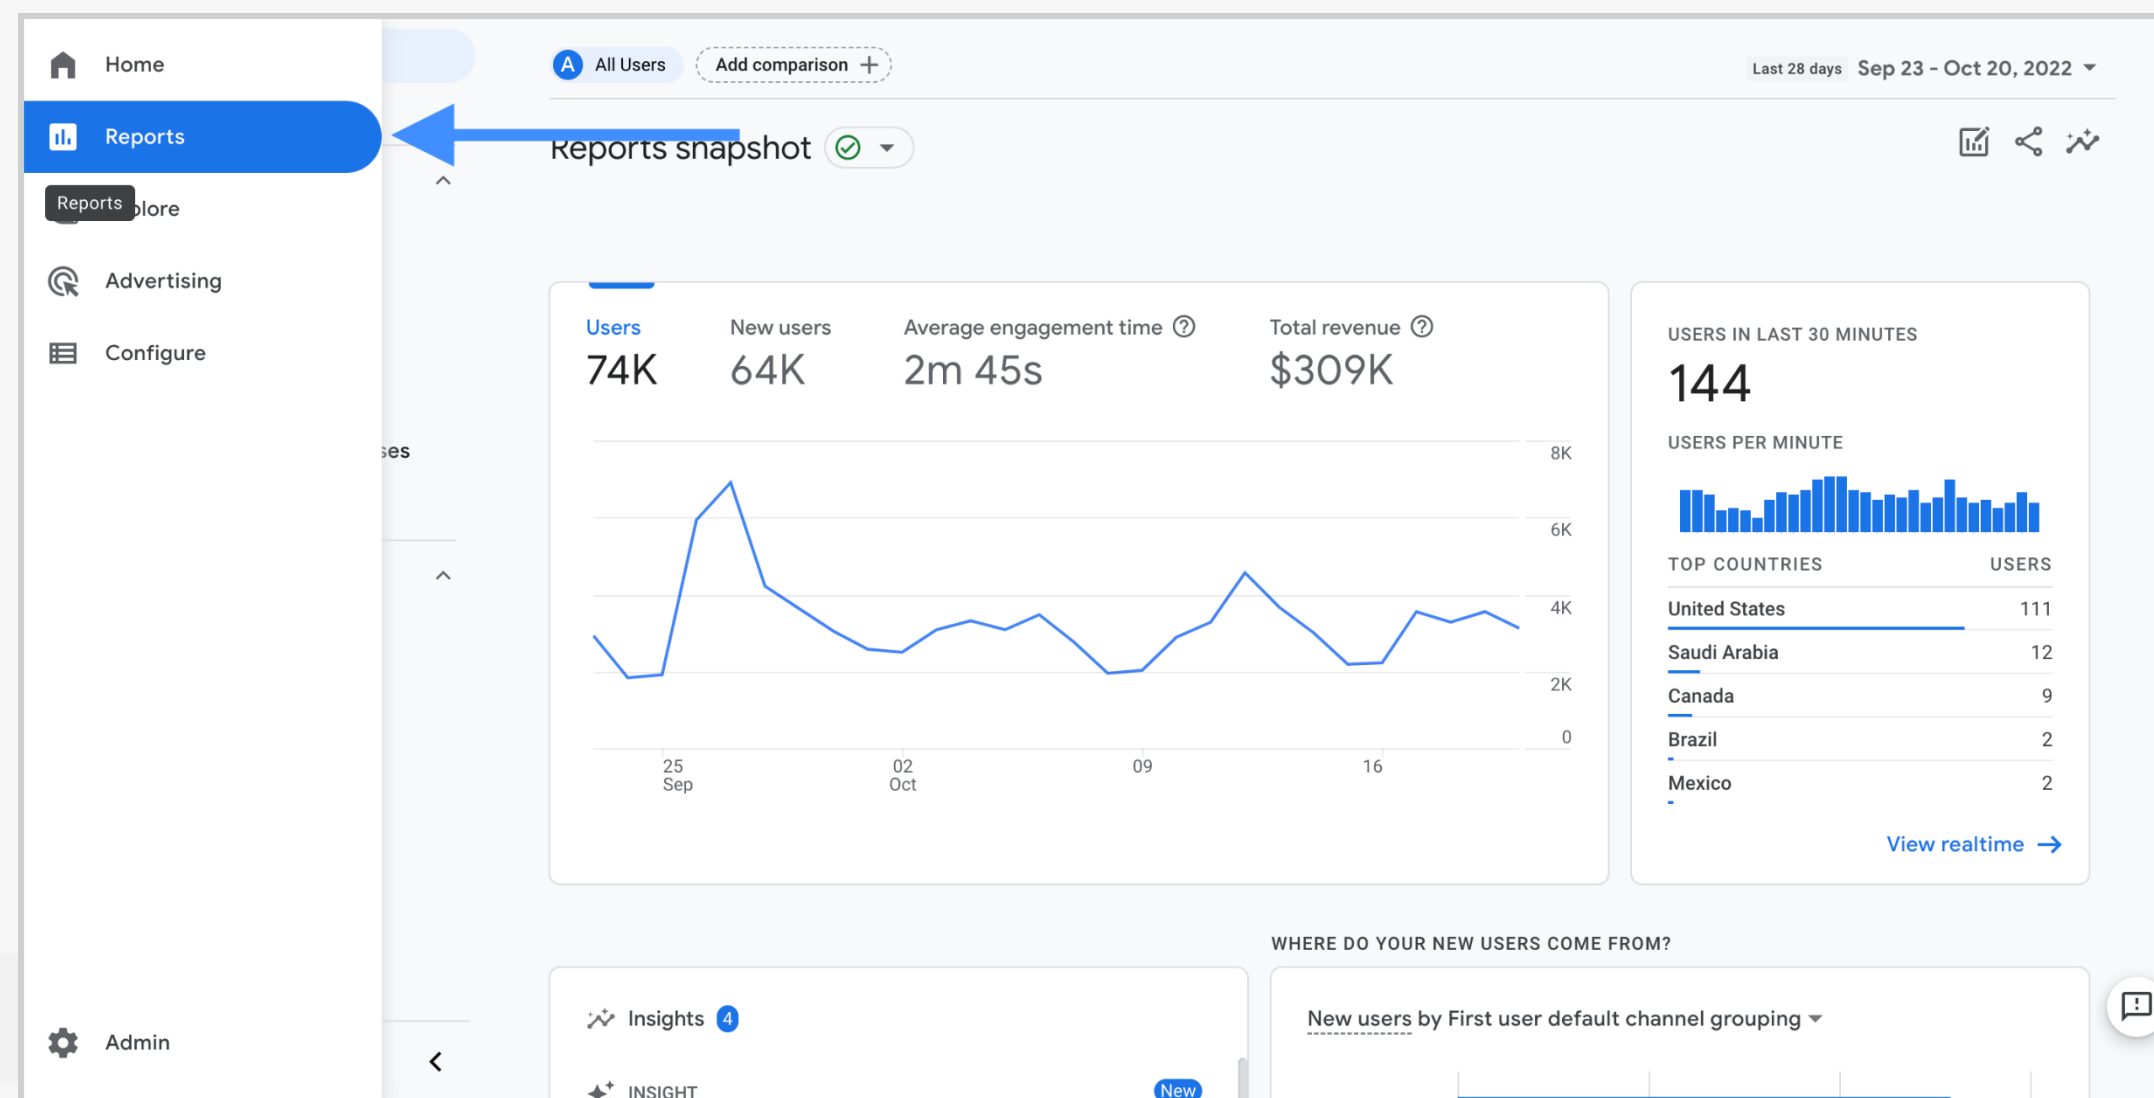 Home
Reports
Reports
plore
Advertising
Configure
Admin
ses
A All Users
Add comparison +
Last 28 days Sep 23 - Oct 20, 2022
Reports snapshot
Users
74K
New users
64K
Average engagement time
2m 45s
Total revenue
$309K
8K
6K
4K
2K
0
25
Sep
02
Oct
09
16
USERS IN LAST 30 MINUTES
144
USERS PER MINUTE
TOP COUNTRIES USERS
United States 111
Saudi Arabia 12
Canada 9
Brazil 2
Mexico 2
View realtime
Insights 4
INSIGHT New
WHERE DO YOUR NEW USERS COME FROM?
New users by First user default channel grouping